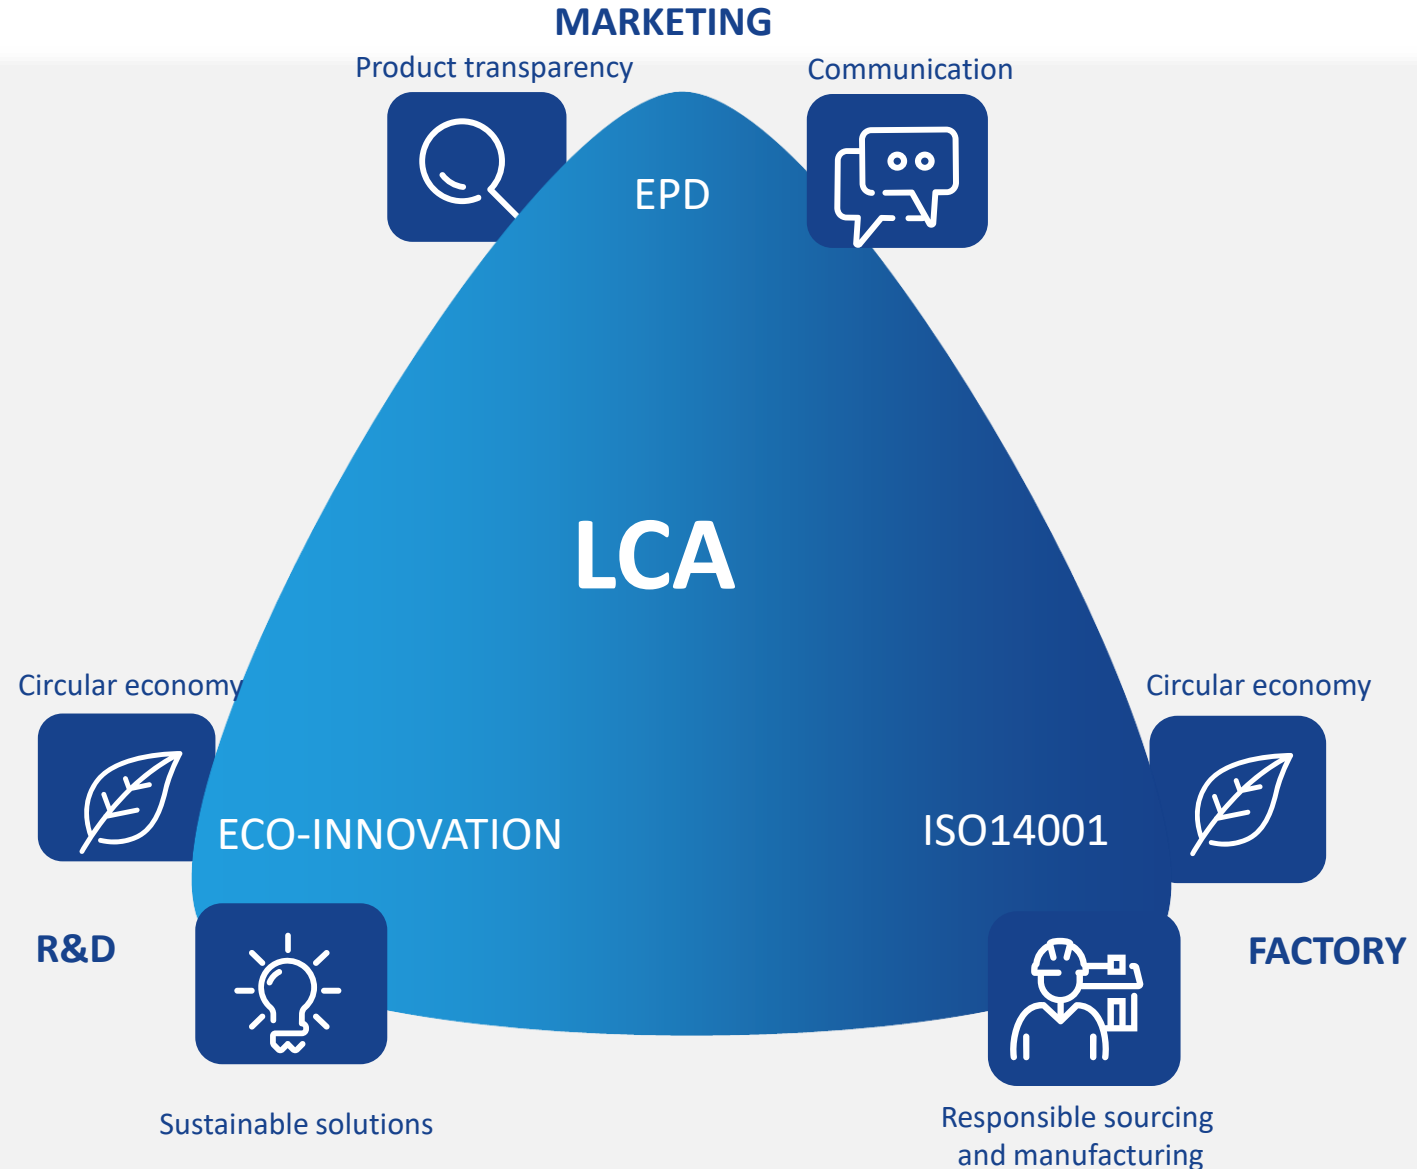 MARKETING
Product transparency
Communication
EPD
LCA
Circular economy
Circular economy
ECO-INNOVATION
ISO14001
R&D
FACTORY
Sustainable solutions
Responsible sourcing
and manufacturing